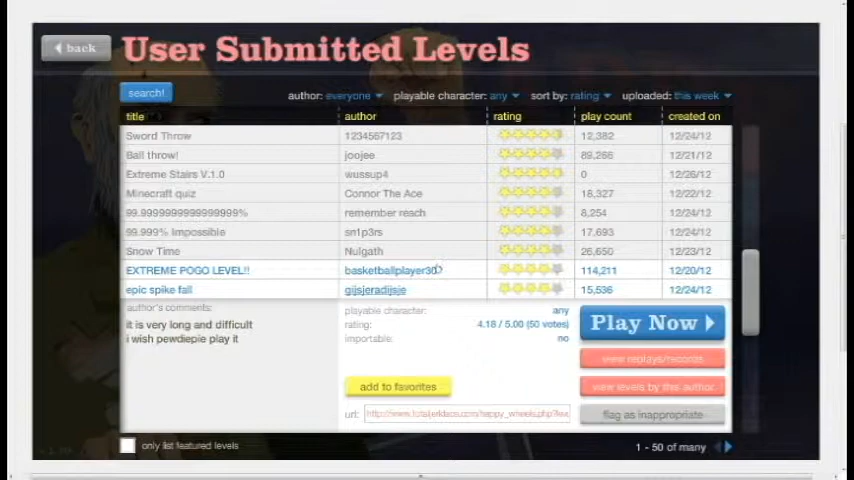 back
User Submitted Levels
search!
author: everyone playable character: any sort by: rating uploaded: this week
title author rating play count created on
Sword Throw 1234567123 12,382 12/24/12
Ball throw! joojee 89,266 12/21/12
Extreme Stairs V.1.0 wussup4 0 12/26/12
Minecraft quiz Connor The Ace 18,327 12/22/12
99.9999999999999999% remember reach 8,254 12/24/12
99.999% Impossible sn1p3rs 17,693 12/24/12
Snow Time Nulgath 26,650 12/23/12
EXTREME POGO LEVEL!! basketballplayer30 114,211 12/20/12
epic spike fall gijsjeradijsje 15,536 12/24/12
author's comments:
it is very long and difficult
i wish pewdiepie play it
playable character: any
rating: 4.18 / 5.00 (50 votes)
importable: no
Play Now
view replays/records
view levels by this author
add to favorites
flag as inappropriate
url: http://www.totaljerkface.com/happy_wheels.php?
only list featured levels
1 - 50 of many